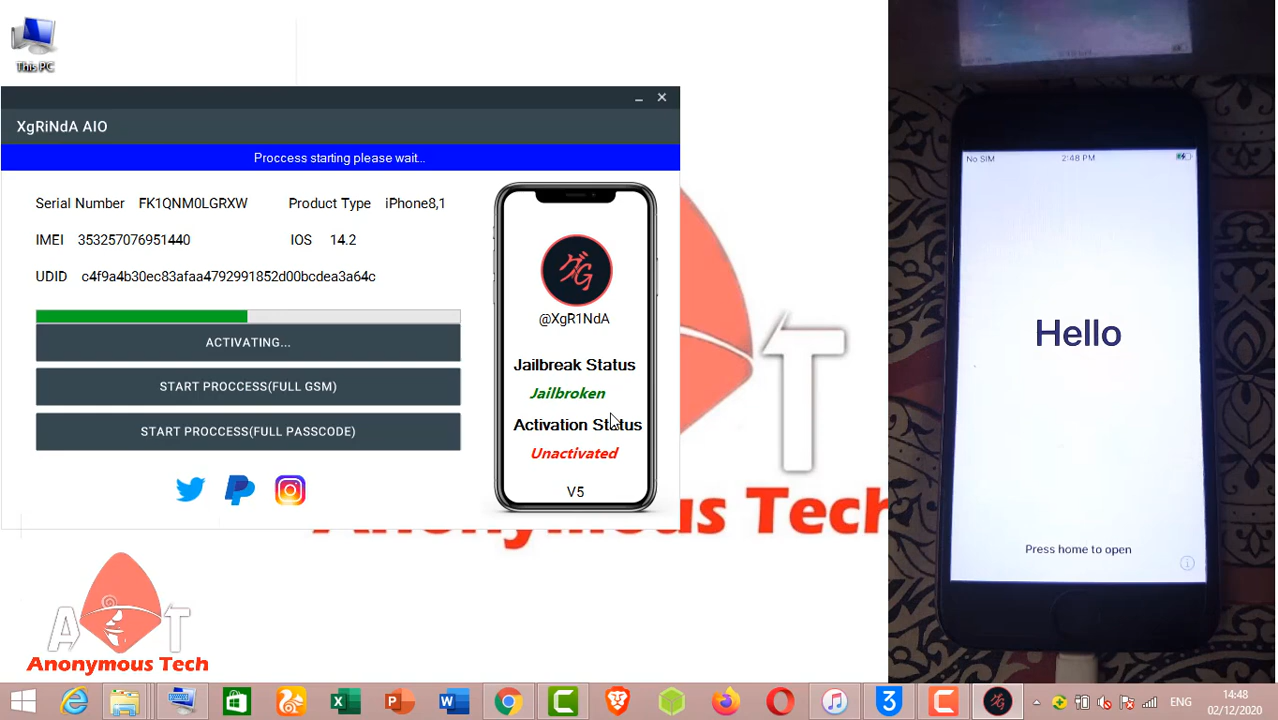 This PC
XgRiNdA AIO
Proccess starting please wait...
Serial Number FK1QNM0LGRXW Product Type iPhone8,1
IMEI 353257076951440 IOS 14.2
UDID c4f9a4b30ec83afaa4792991852d00bcdea3a64c
ACTIVATING...
START PROCCESS(FULL GSM)
START PROCCESS(FULL PASSCODE)
@XgR1NdA
Jailbreak Status
Jailbroken
Activation Status
Unactivated
V5
T
us Tech
A T
Anonymous Tech
No SIM 2:48 PM
Hello
Press home to open
ENG
14:48
02/12/2020